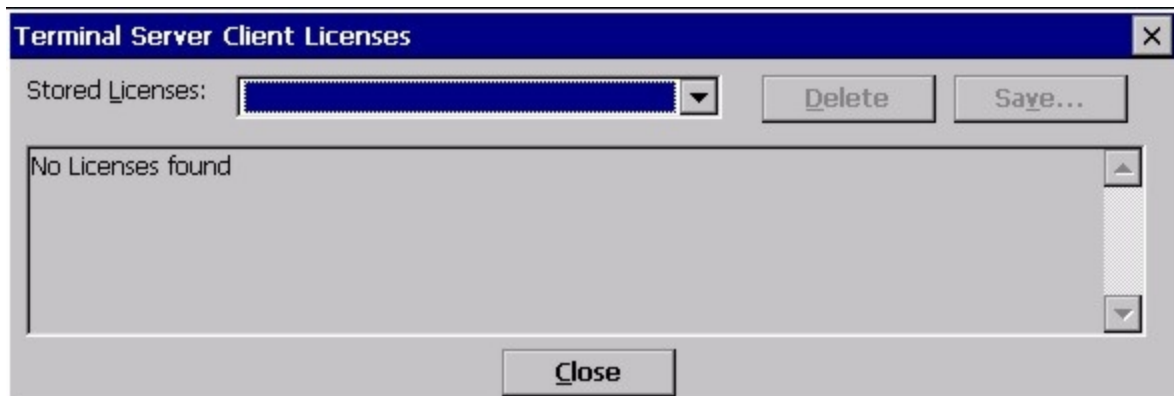 Terminal Server Client Licenses
Stored Licenses:
Delete
Save...
No Licenses found
Close